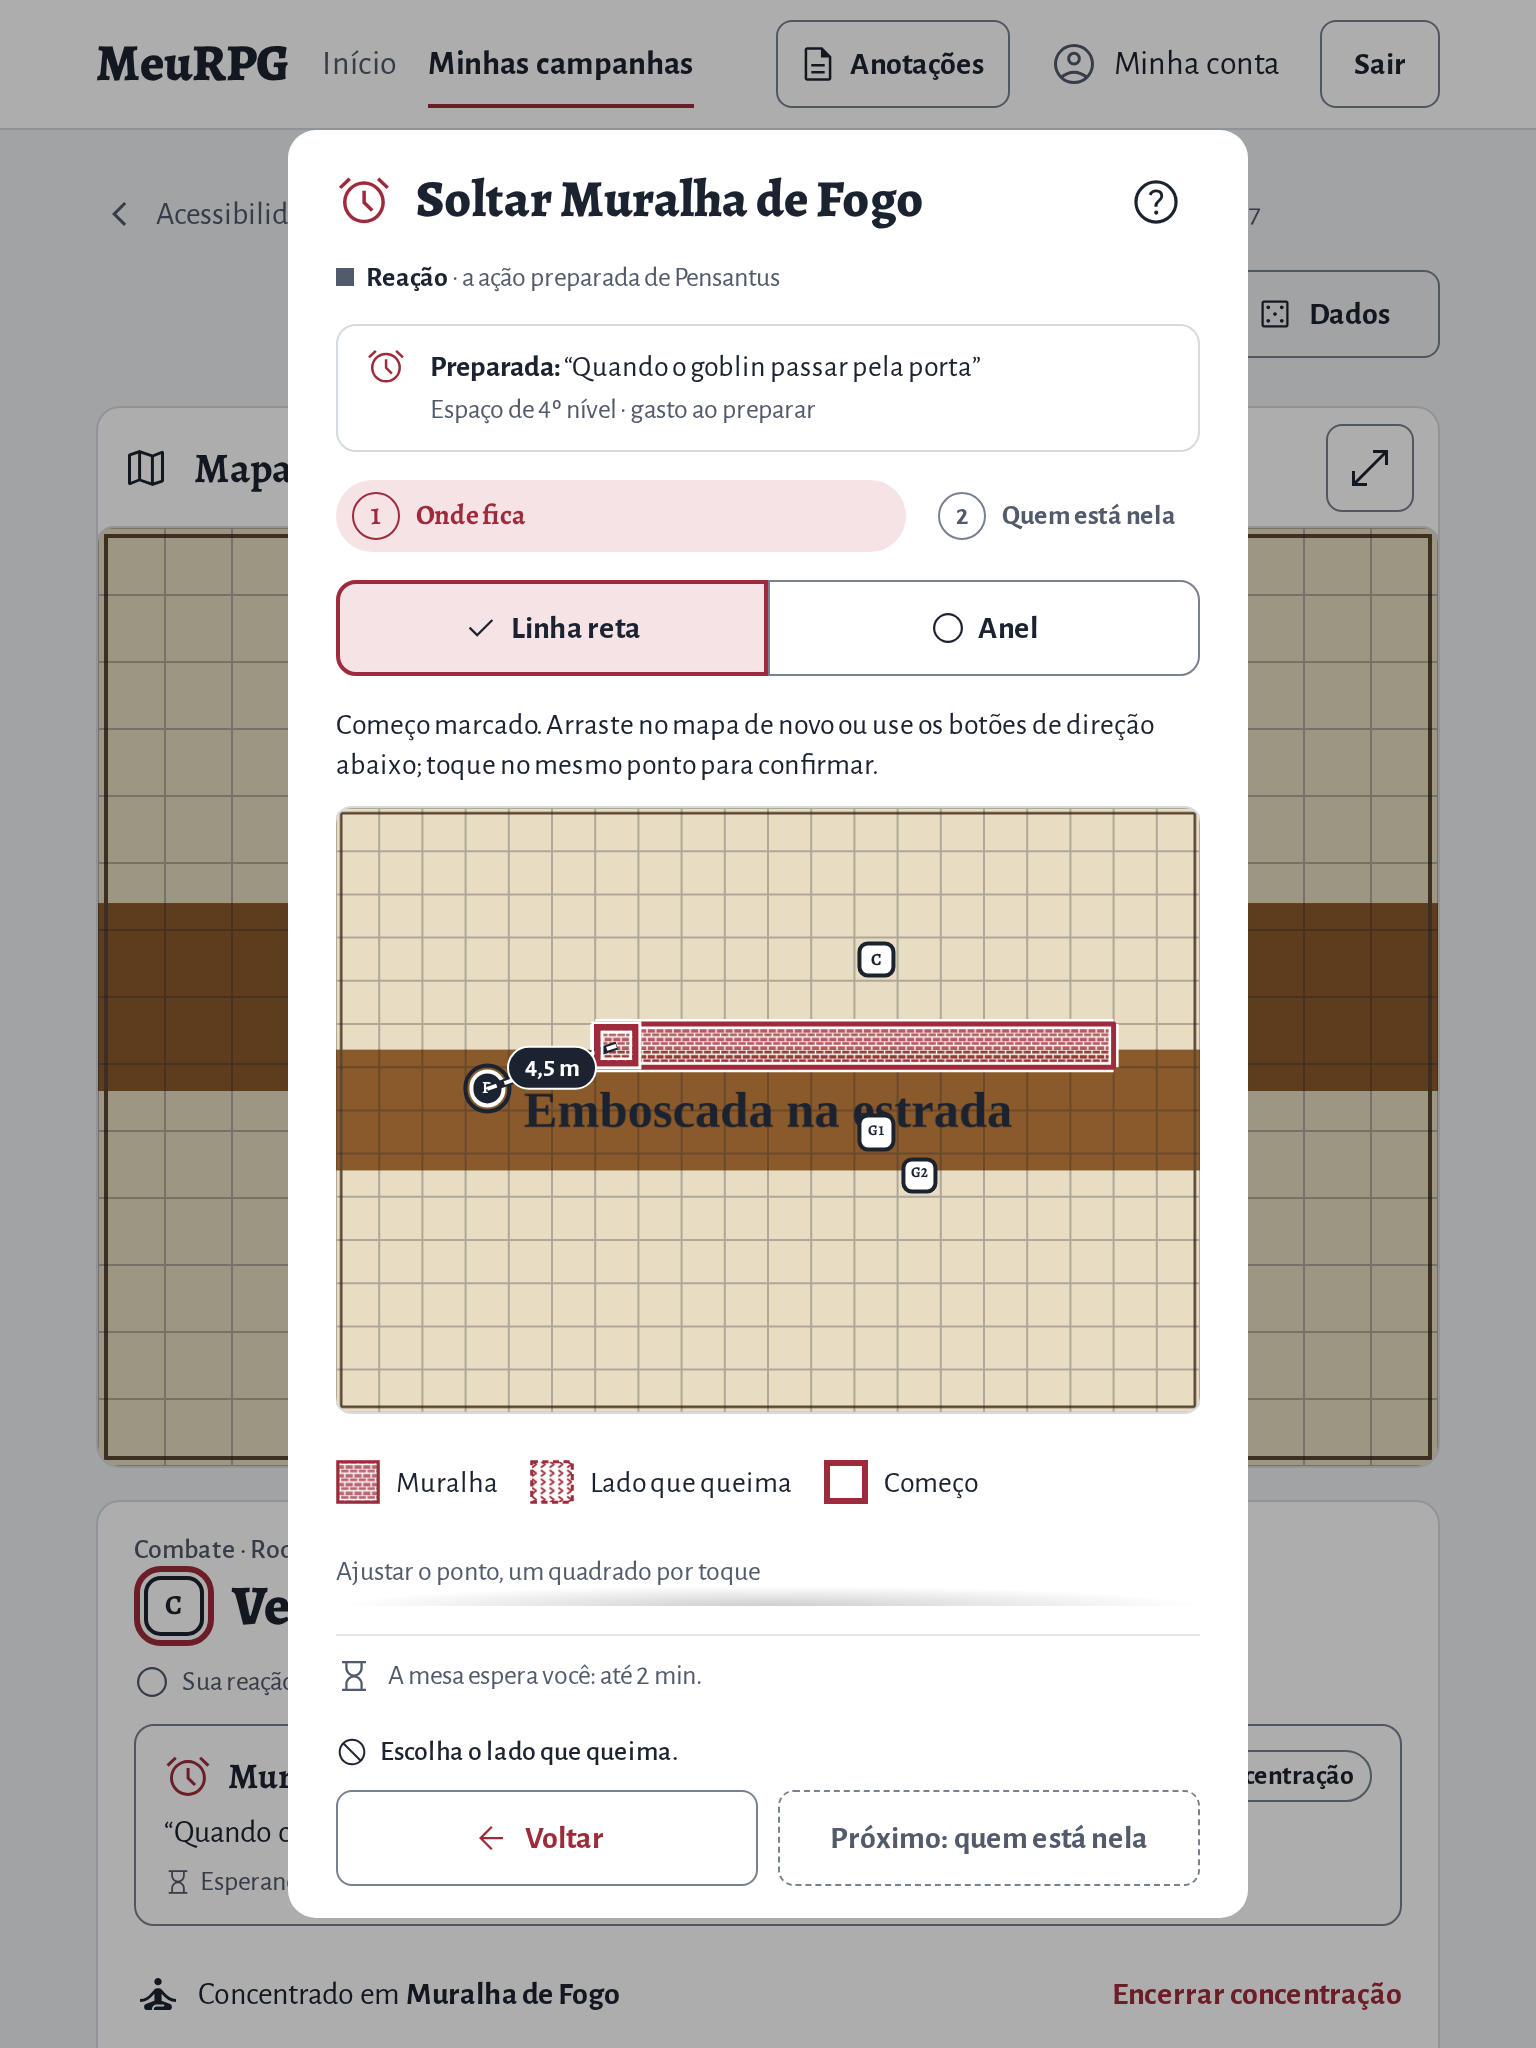 MeuRPG Início Minhas campanhas Anotações Minha conta Sair
Soltar Muralha de Fogo
Acessibilid 7
Reação · a ação preparada de Pensantus
Dados
Preparada: “Quando o goblin passar pela porta”
Espaço de 4º nível · gasto ao preparar
Mapa
1 Onde fica 2 Quem está nela
Linha reta Anel
Começo marcado. Arraste no mapa de novo ou use os botões de direção
abaixo; toque no mesmo ponto para confirmar.
C
4,5 m
Emboscada na estrada
G1
G2
Muralha Lado que queima Começo
Combate · Ro
Ajustar o ponto, um quadrado por toque
C Ve
A mesa espera você: até 2 min.
Sua reaçã
Escolha o lado que queima.
Mur centração
“Quando o
Voltar Próximo: quem está nela
Esperan
Concentrado em Muralha de Fogo Encerrar concentração